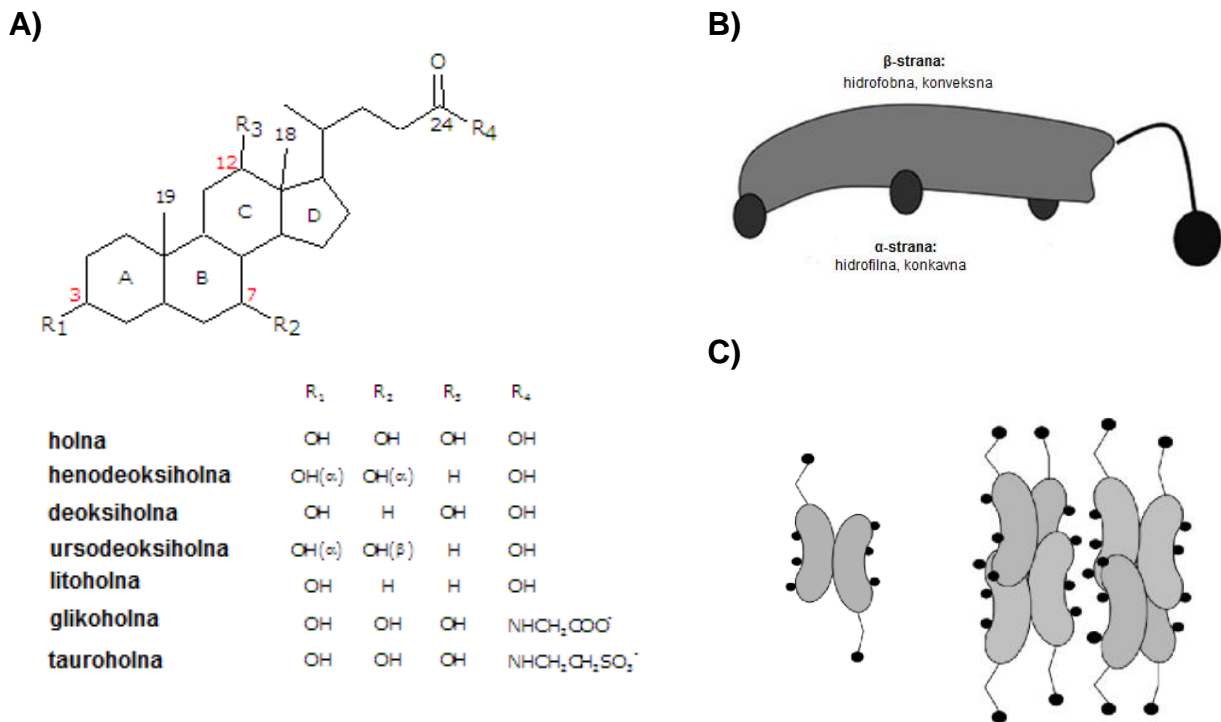 A)
O
24
R4
R3
18
12
19
C
D
A
B
3
7
R1
R2
R1 R2 R3 R4
holna OH OH OH OH
henodeoksiholna OH(α) OH(α) H OH
deoksiholna OH H OH OH
ursodeoksiholna OH(α) OH(β) H OH
litoholna OH H H OH
glikoholna OH OH OH NHCH2COO-
tauroholna OH OH OH NHCH2CH2SO3-
B)
β-strana:
hidrofobna, konveksna
α-strana:
hidrofilna, konkavna
C)